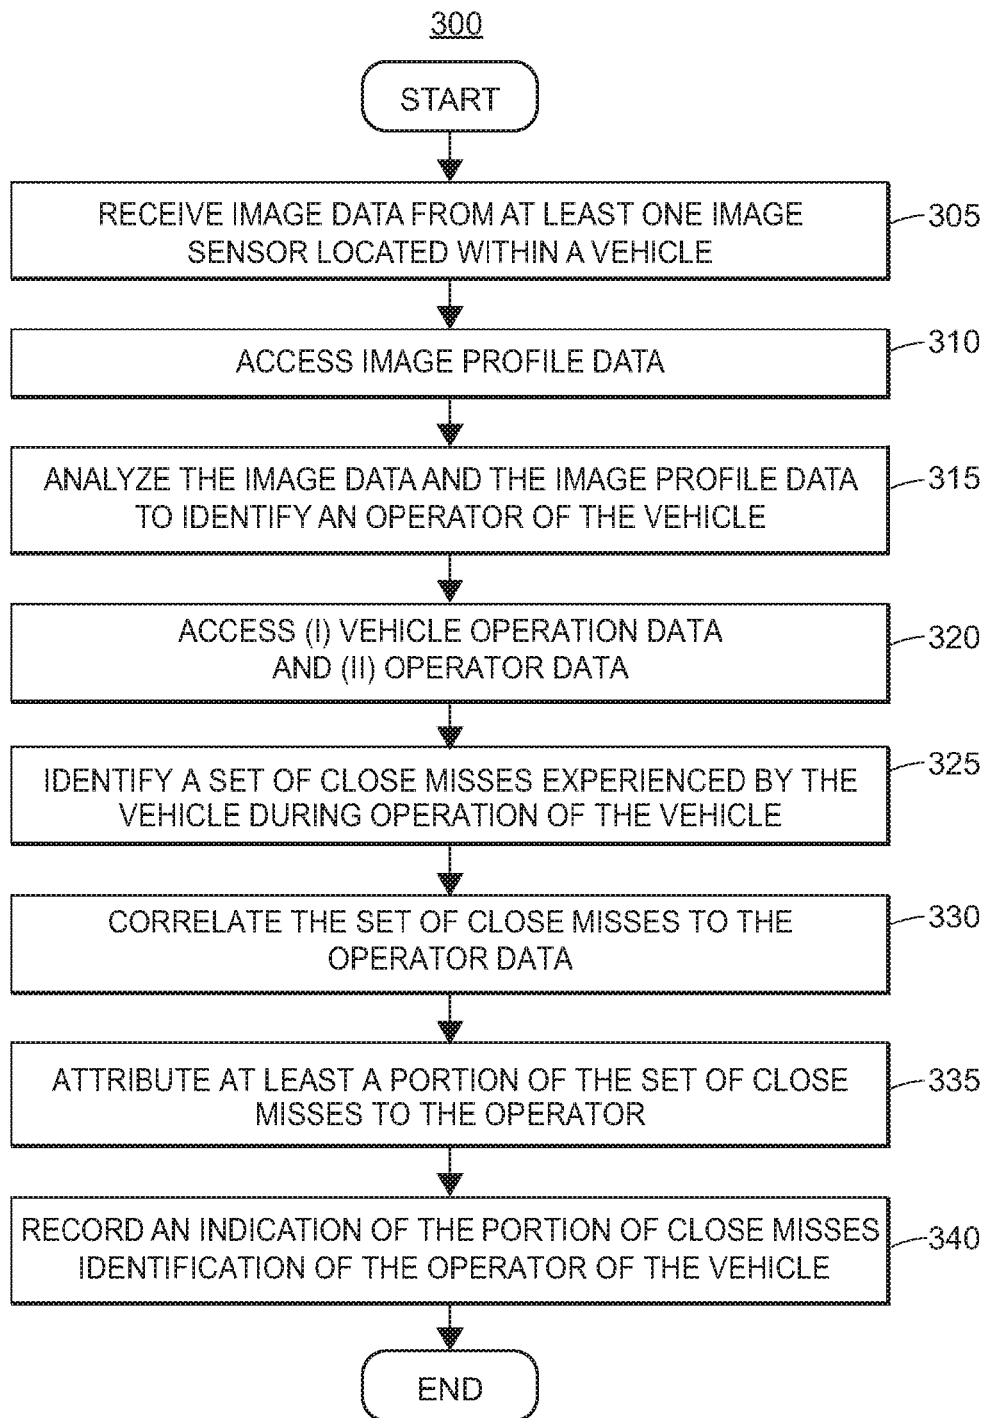 300
START
RECEIVE IMAGE DATA FROM AT LEAST ONE IMAGE
SENSOR LOCATED WITHIN A VEHICLE
305
ACCESS IMAGE PROFILE DATA
310
ANALYZE THE IMAGE DATA AND THE IMAGE PROFILE DATA
TO IDENTIFY AN OPERATOR OF THE VEHICLE
315
ACCESS (I) VEHICLE OPERATION DATA
AND (II) OPERATOR DATA
320
IDENTIFY A SET OF CLOSE MISSES EXPERIENCED BY THE
VEHICLE DURING OPERATION OF THE VEHICLE
325
CORRELATE THE SET OF CLOSE MISSES TO THE
OPERATOR DATA
330
ATTRIBUTE AT LEAST A PORTION OF THE SET OF CLOSE
MISSES TO THE OPERATOR
335
RECORD AN INDICATION OF THE PORTION OF CLOSE MISSES
IDENTIFICATION OF THE OPERATOR OF THE VEHICLE
340
END